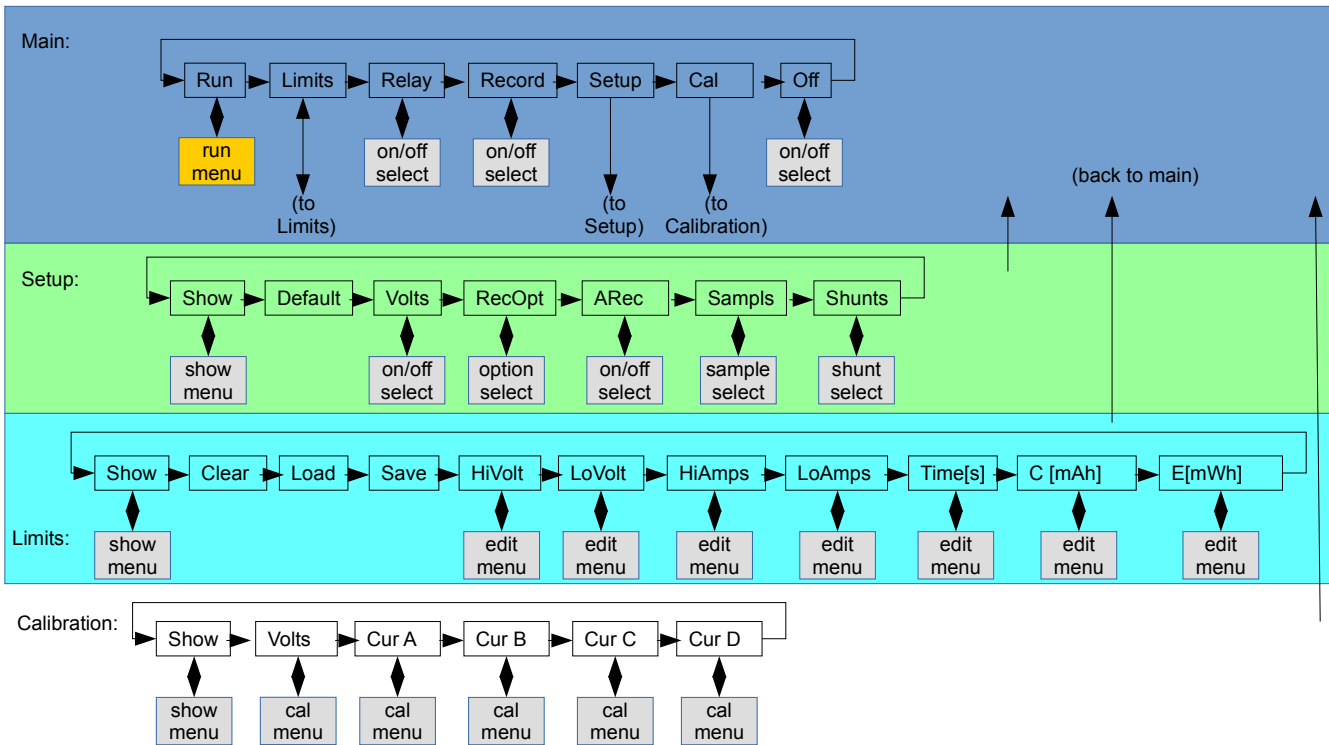 Main:
Run Limits Relay Record Setup Cal Off
run on/off on/off on/off
menu select select select
(to (to (to (back to main)
Limits) Setup) Calibration)
Setup:
Show Default Volts RecOpt ARec Sampls Shunts
show on/off option on/off sample shunt
menu select select select select select
Show Clear Load Save HiVolt LoVolt HiAmps LoAmps Time[s] C [mAh] E[mWh]
Limits:
show edit edit edit edit edit edit edit
menu menu menu menu menu menu menu menu
Calibration:
Show Volts Cur A Cur B Cur C Cur D
show cal cal cal cal cal
menu menu menu menu menu menu